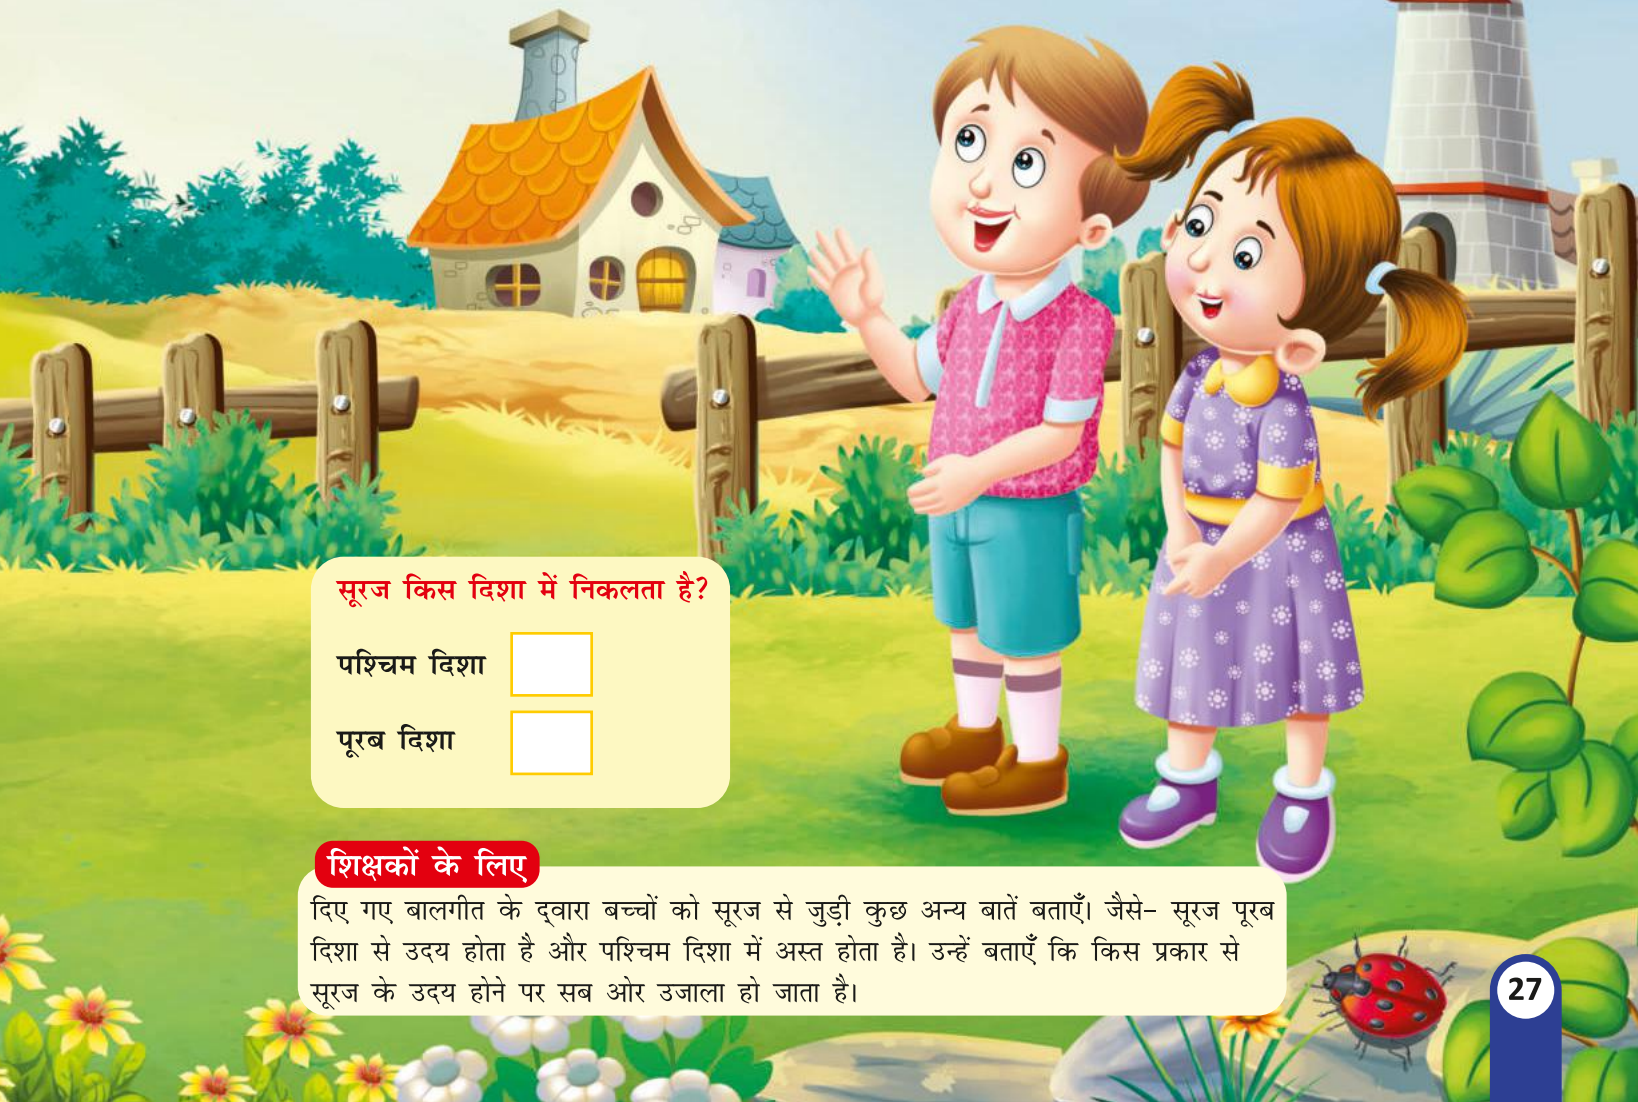 सूरज किस दिशा में निकलता है?
पश्चिम दिशा
पूरब दिशा
शिक्षकों के लिए
दिए गए बालगीत के द्वारा बच्चों को सूरज से जुड़ी कुछ अन्य बातें बताएँ। जैसे– सूरज पूरब
दिशा से उदय होता है और पश्चिम दिशा में अस्त होता है। उन्हें बताएँ कि किस प्रकार से
सूरज के उदय होने पर सब ओर उजाला हो जाता है।
27